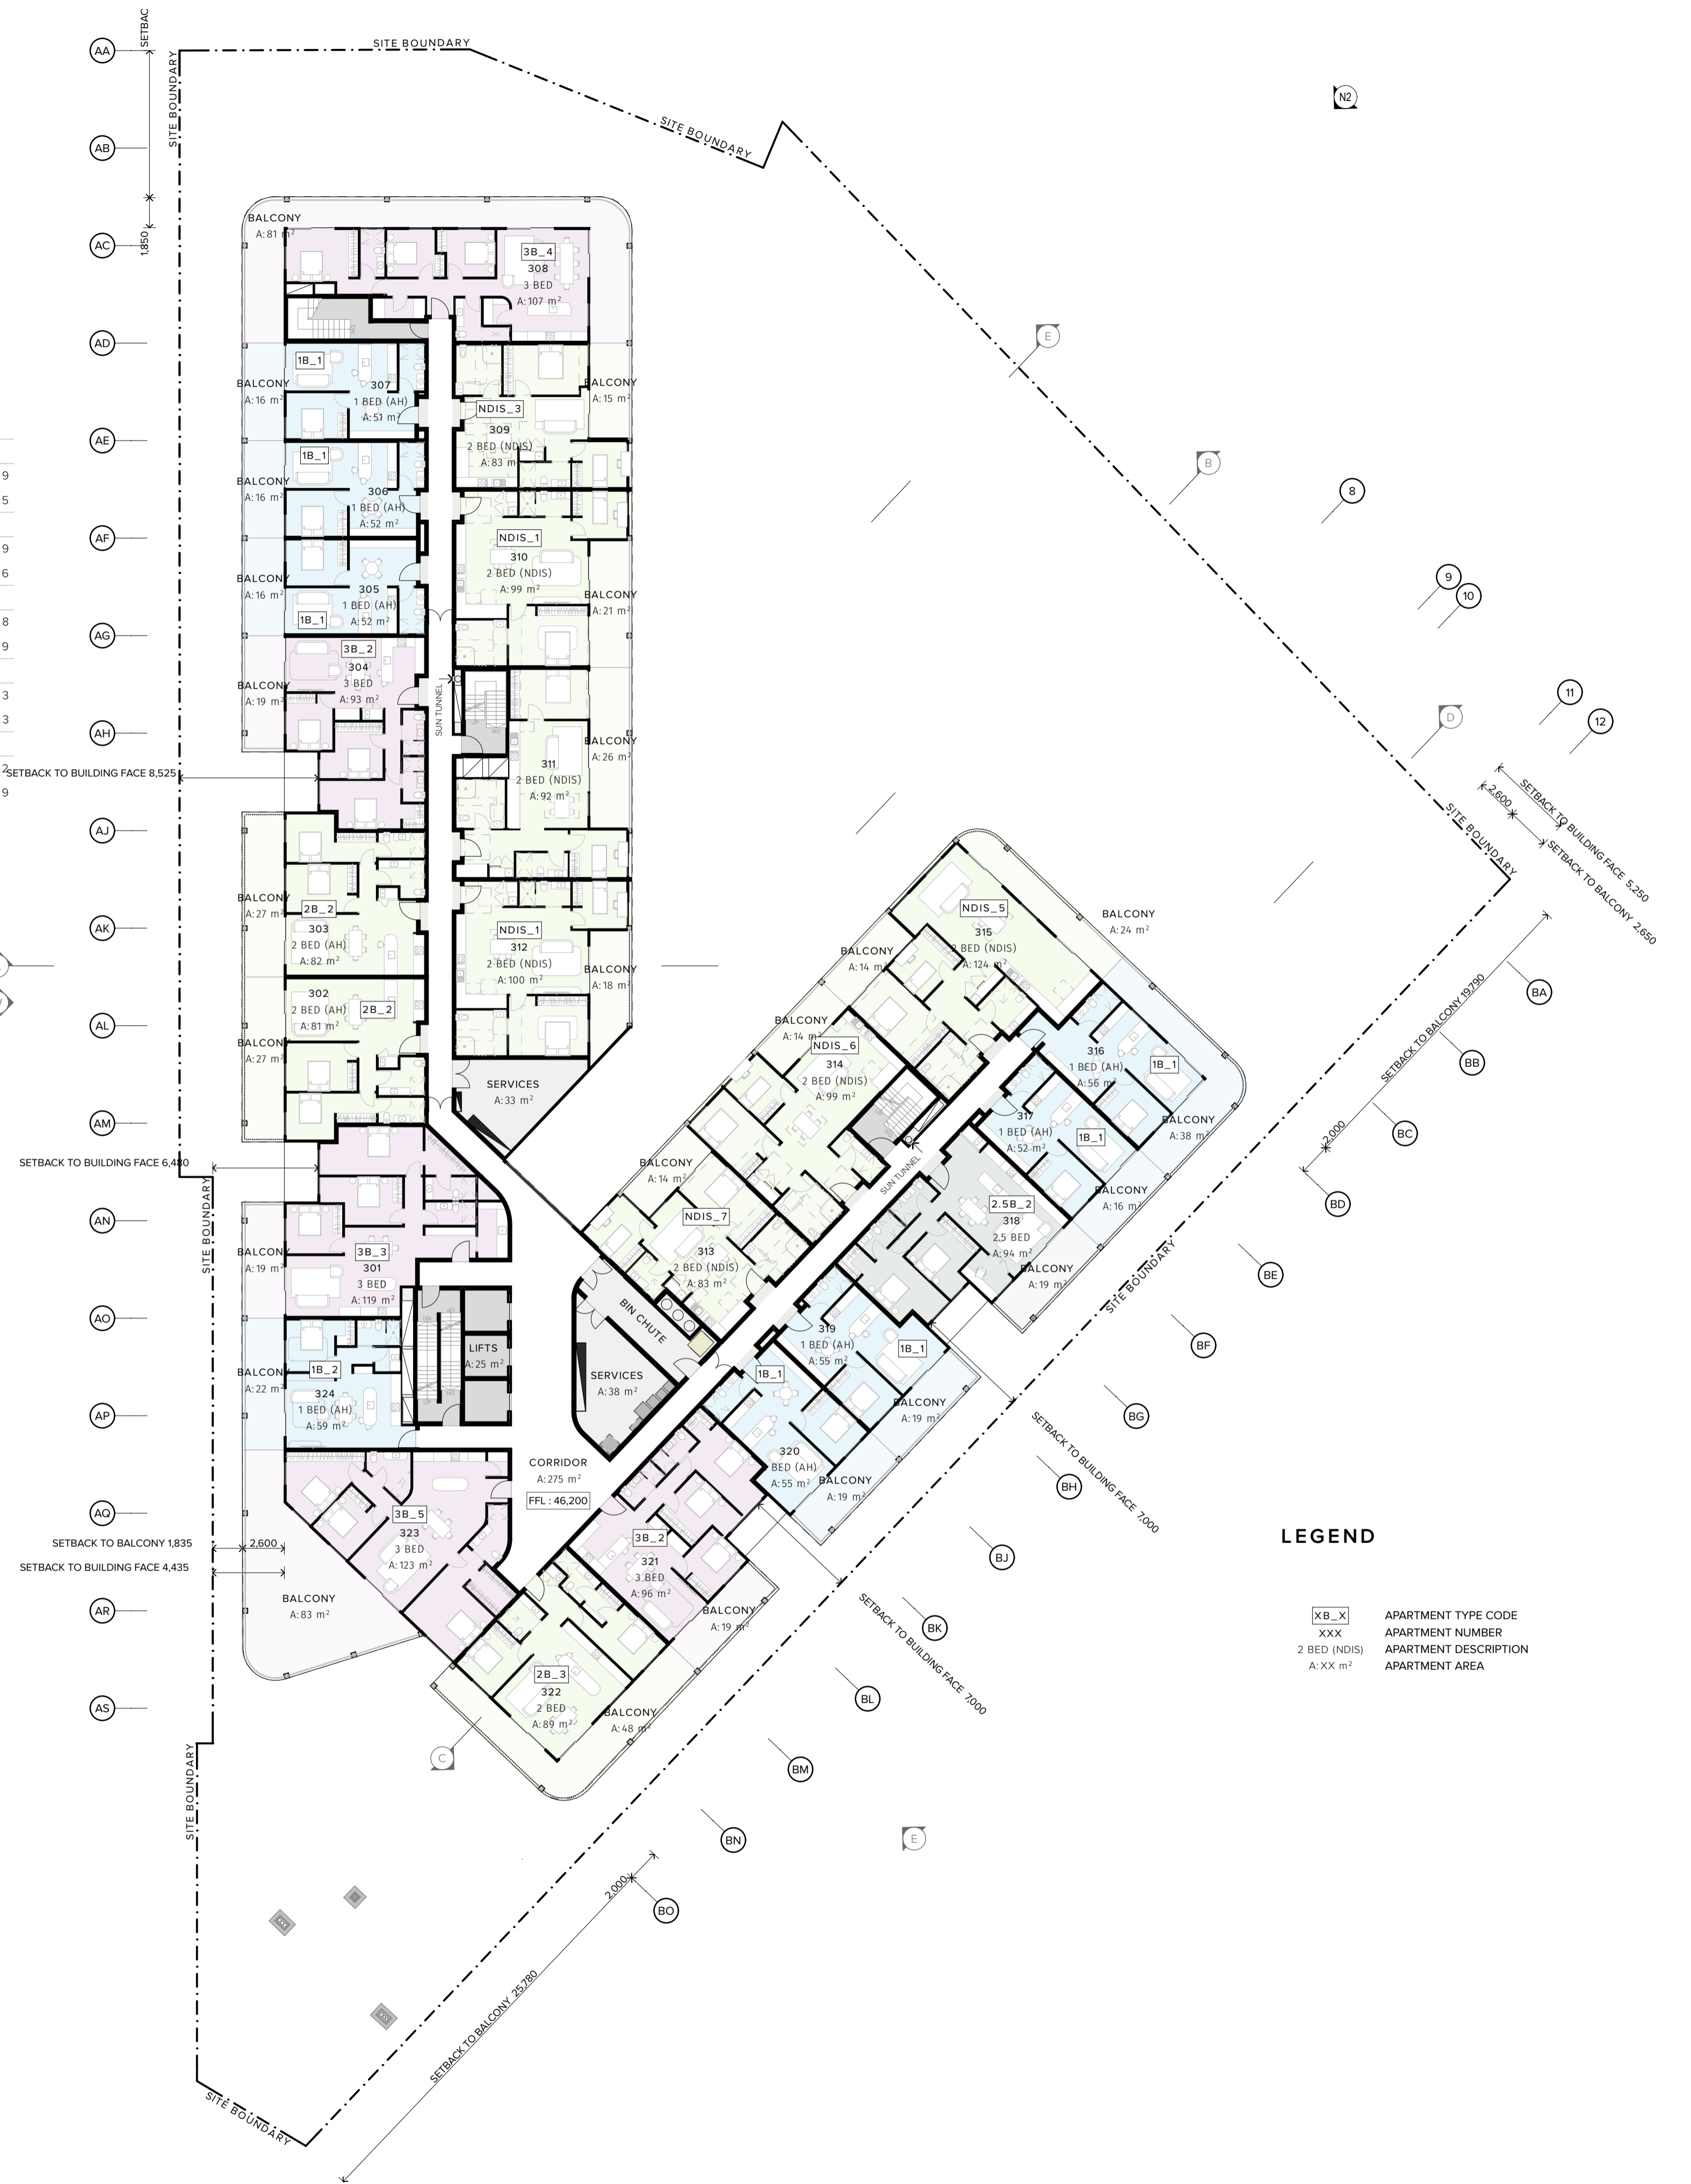 AA
SETBAC
SITE BOUNDARY
SITE BOUNDARY
SITE BOUNDARY
N2
AB
AC
1,850
BALCONY
A: 81 m²
3B_4
308
3 BED
A: 107 m²
E
AD
1B_1
307
1 BED (AH)
A: 51 m²
BALCONY
A: 16 m²
NDIS_3
309
2 BED (NDIS)
A: 83 m
BALCONY
A: 15 m²
AE
1B_1
306
1 BED (AH)
A: 52 m²
BALCONY
A: 16 m²
B
8
9
5
9
6
8
9
3
3
2
9
AF
NDIS_1
310
2 BED (NDIS)
A: 99 m²
BALCONY
A: 21 m²
BALCONY
A: 16 m²
305
1 BED (AH)
A: 52 m²
1B_1
9
10
AG
3B_2
304
3 BED
A: 93 m²
BALCONY
A: 19 m²
SUN TUNNEL
11
12
D
AH
311
2 BED (NDIS)
A: 92 m²
BALCONY
A: 26 m²
SETBACK TO BUILDING FACE 8,525
SETBACK TO BUILDING FACE 5,250
2,600
SETBACK TO BALCONY 2,650
SITE BOUNDARY
AJ
BALCONY
A: 27 m²
2B_2
303
2 BED (AH)
A: 82 m²
AK
NDIS_1
312
2 BED (NDIS)
A: 100 m²
BALCONY
A: 18 m²
NDIS_5
315
2 BED (NDIS)
A: 124 m²
BALCONY
A: 24 m²
BALCONY
A: 14 m²
BA
302
2 BED (AH)
A: 81 m²
2B_2
AL
BALCONY
A: 27 m²
BALCONY
A: 14 m²
NDIS_6
314
2 BED (NDIS)
A: 99 m²
316
1 BED (AH)
A: 56 m²
1B_1
SETBACK TO BALCONY 19,790
BB
SERVICES
A: 33 m²
AM
317
1 BED (AH)
A: 52 m²
1B_1
BALCONY
A: 38 m²
2,000
BC
SETBACK TO BUILDING FACE 6,480
BALCONY
A: 14 m²
SUN TUNNEL
BALCONY
A: 16 m²
BD
SITE BOUNDARY
AN
NDIS_7
313
2 BED (NDIS)
A: 83 m²
2.5B_2
318
2.5 BED
A: 94 m²
BALCONY
A: 19 m²
SITE BOUNDARY
BE
BALCONY
A: 19 m²
3B_3
301
3 BED
A: 119 m²
AO
BIN CHUTE
319
1 BED (AH)
A: 55 m²
1B_1
BF
LIFTS
A: 25 m²
BALCONY
A: 22 m²
1B_2
324
1 BED (AH)
A: 59 m²
SERVICES
A: 38 m²
1B_1
BALCONY
A: 19 m²
AP
BG
SETBACK TO BUILDING FACE 7,000
320
BED (AH)
A: 55 m²
BALCONY
A: 19 m²
CORRIDOR
A: 275 m²
FFL : 46,200
BH
AQ
3B_5
323
3 BED
A: 123 m²
3B_2
321
3 BED
A: 96 m²
SETBACK TO BALCONY 1,835
2,600
SETBACK TO BUILDING FACE 4,435
BJ
LEGEND
BALCONY
A: 83 m²
AR
BALCONY
A: 19 m²
SETBACK TO BUILDING FACE 7,000
BK
XB_X APARTMENT TYPE CODE
XXX APARTMENT NUMBER
2 BED (NDIS) APARTMENT DESCRIPTION
A: XX m² APARTMENT AREA
2B_3
322
2 BED
A: 89 m²
BALCONY
A: 48 m²
AS
BL
C
BM
SITE BOUNDARY
BN
E
2,000
BO
SETBACK TO BALCONY 25,780
SITE BOUNDARY